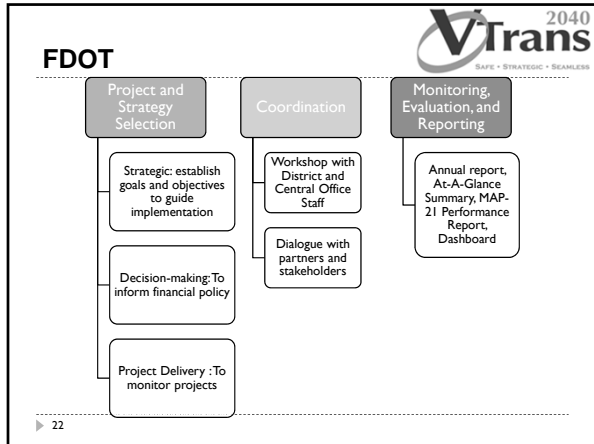 VTrans
2040
SAFE • STRATEGIC • SEAMLESS
FDOT
Project and
Strategy
Selection
Strategic: establish
goals and objectives
to guide
implementation
Decision-making: To
inform financial policy
Project Delivery : To
monitor projects
Coordination
Workshop with
District and
Central Office
Staff
Dialogue with
partners and
stakeholders
Monitoring,
Evaluation, and
Reporting
Annual report,
At-A-Glance
Summary, MAP-
21 Performance
Report,
Dashboard
22